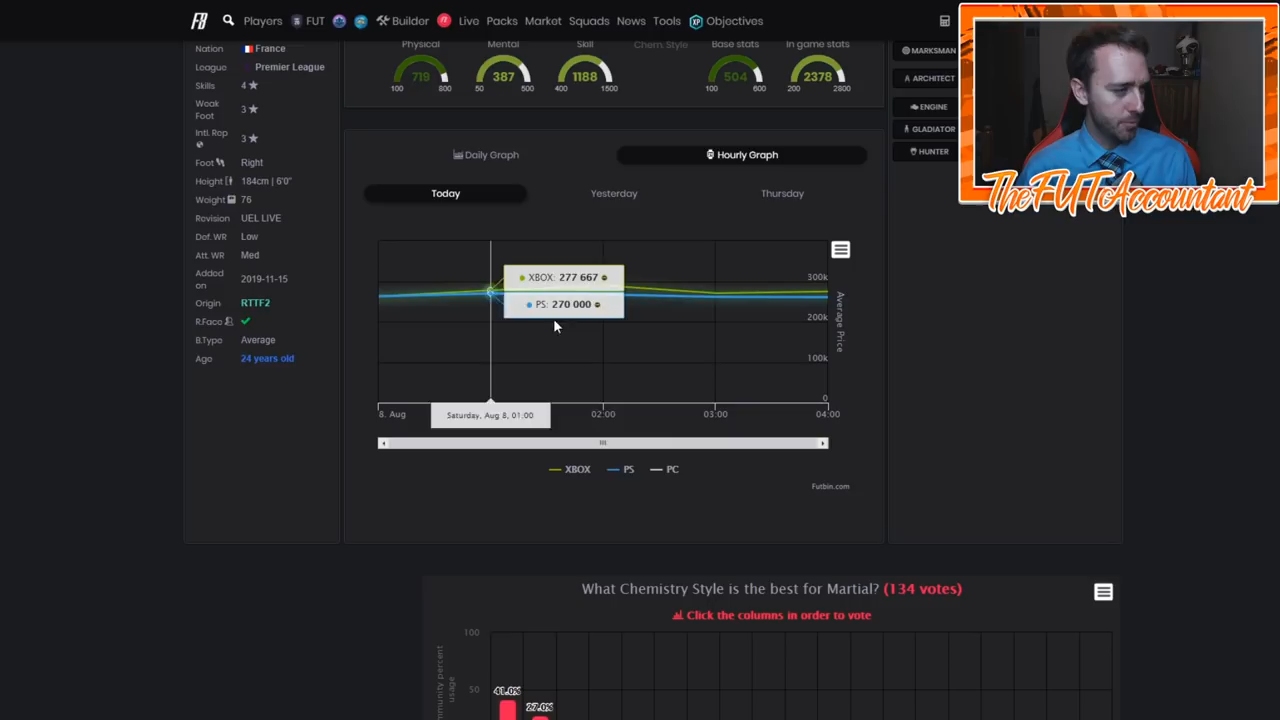 FB Players FUT Builder Live Packs Market Squads News Tools XP Objectives
Nation France
League Premier League
Skills 4
Weak Foot 3
Intl. Rep 3
Foot Right
Height 184cm | 6'0"
Weight 76
Revision UEL LIVE
Def. WR Low
Att. WR Med
Added on 2019-11-15
Origin RTTF2
R.Face
B.Type Average
Age 24 years old
Physical Mental Skill Chem. Style Base stats In game stats
719 387 1188 504 2378
100 800 50 500 400 1500 100 600 200 2800
MARKSMAN
ARCHITECT
ENGINE
GLADIATOR
HUNTER
TheFUTAccountant
Daily Graph Hourly Graph
Today Yesterday Thursday
XBOX: 277 667
PS: 270 000
300k
200k
100k
0
Average Price
8. Aug Saturday, Aug 8, 01:00 02:00 03:00 04:00
XBOX PS PC
Futbin.com
What Chemistry Style is the best for Martial? (134 votes)
Click the columns in order to vote
100
50
usage
41.0%
27.0%